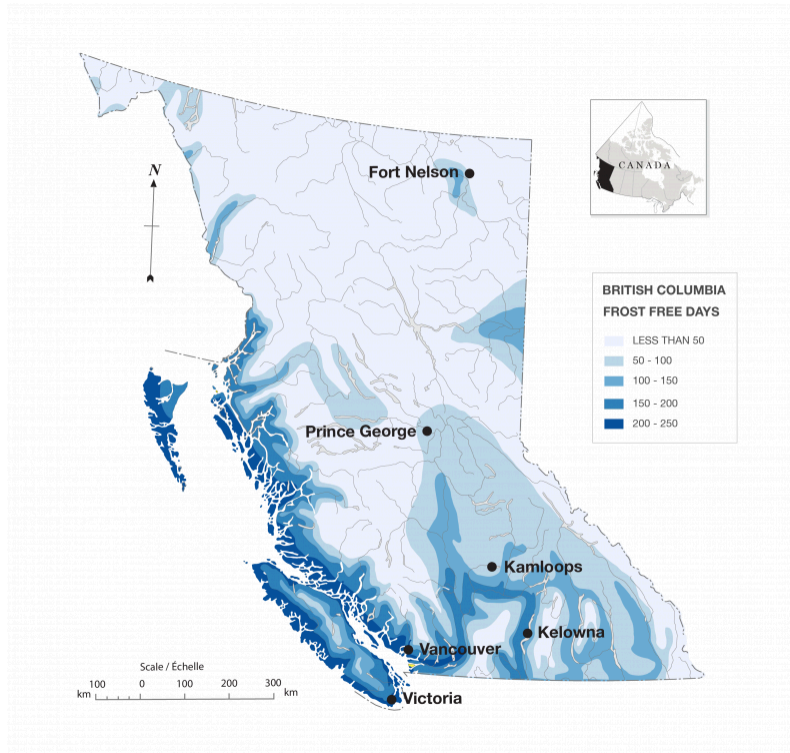 Fort Nelson
N
CANADA
BRITISH COLUMBIA
FROST FREE DAYS
LESS THAN 50
50 - 100
100 - 150
150 - 200
200 - 250
Prince George
Kamloops
Kelowna
Vancouver
Victoria
Scale / Échelle
100 0 100 200 300
km km